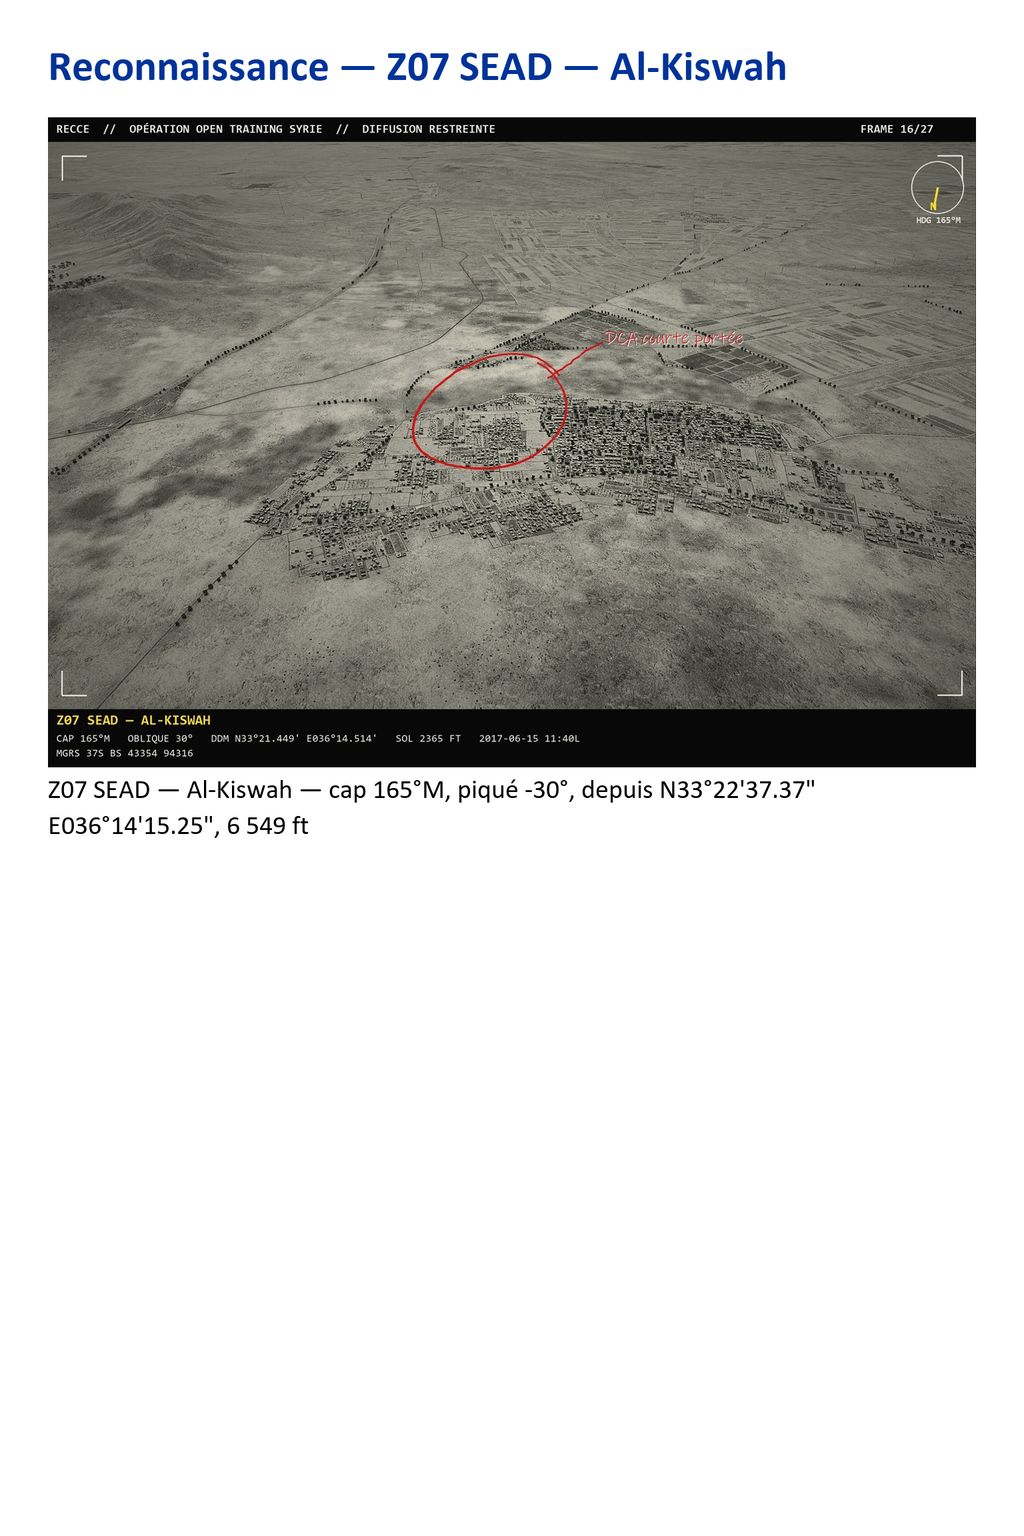 Reconnaissance — Z07 SEAD — Al-Kiswah
RECCE // OPÉRATION OPEN TRAINING SYRIE // DIFFUSION RESTREINTE
FRAME 16/27
N
HDG 165°M
DCA courte portée
Z07 SEAD — AL-KISWAH
CAP 165°M OBLIQUE 30° DDM N33°21.449' E036°14.514' SOL 2365 FT 2017-06-15 11:40L
MGRS 37S BS 43354 94316
Z07 SEAD — Al-Kiswah — cap 165°M, piqué -30°, depuis N33°22'37.37"
E036°14'15.25", 6 549 ft